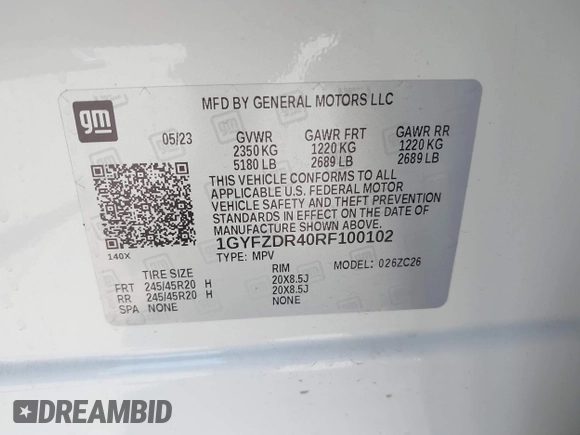 gm
MFD BY GENERAL MOTORS LLC
05/23 GVWR GAWR FRT GAWR RR
2350 KG 1220 KG 1220 KG
5180 LB 2689 LB 2689 LB
THIS VEHICLE CONFORMS TO ALL
APPLICABLE U.S. FEDERAL MOTOR
VEHICLE SAFETY AND THEFT PREVENTION
STANDARDS IN EFFECT ON THE DATE OF
MANUFACTURE SHOWN ABOVE.
1GYFZDR40RF100102
140X
TYPE: MPV MODEL: 026ZC26
TIRE SIZE RIM
FRT 245/45R20 H 20X8.5J
RR 245/45R20 H 20X8.5J
SPA NONE NONE
DREAMBID